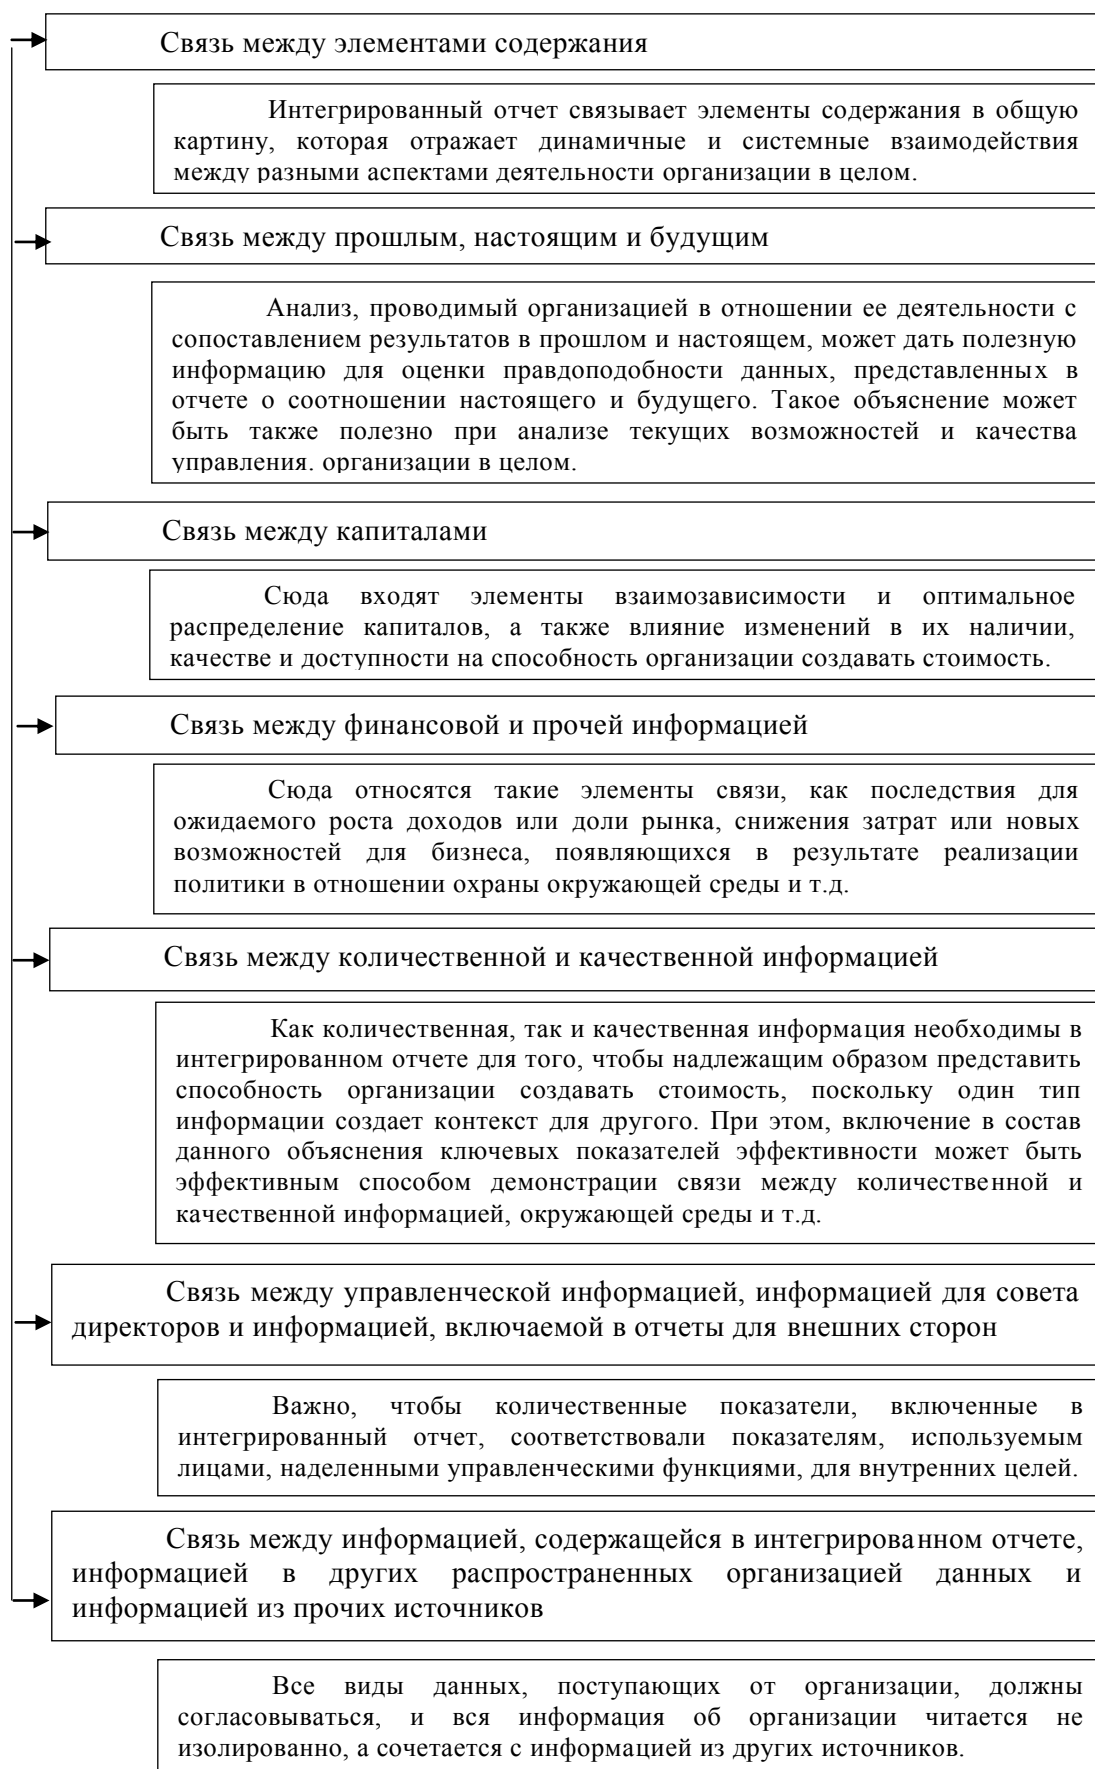 Связь между элементами содержания
Интегрированный отчет связывает элементы содержания в общую
картину, которая отражает динамичные и системные взаимодействия
между разными аспектами деятельности организации в целом.
Связь между прошлым, настоящим и будущим
Анализ, проводимый организацией в отношении ее деятельности с
сопоставлением результатов в прошлом и настоящем, может дать полезную
информацию для оценки правдоподобности данных, представленных в
отчете о соотношении настоящего и будущего. Такое объяснение может
быть также полезно при анализе текущих возможностей и качества
управления. организации в целом.
Связь между капиталами
Сюда входят элементы взаимозависимости и оптимальное
распределение капиталов, а также влияние изменений в их наличии,
качестве и доступности на способность организации создавать стоимость.
Связь между финансовой и прочей информацией
Сюда относятся такие элементы связи, как последствия для
ожидаемого роста доходов или доли рынка, снижения затрат или новых
возможностей для бизнеса, появляющихся в результате реализации
политики в отношении охраны окружающей среды и т.д.
Связь между количественной и качественной информацией
Как количественная, так и качественная информация необходимы в
интегрированном отчете для того, чтобы надлежащим образом представить
способность организации создавать стоимость, поскольку один тип
информации создает контекст для другого. При этом, включение в состав
данного объяснения ключевых показателей эффективности может быть
эффективным способом демонстрации связи между количественной и
качественной информацией, окружающей среды и т.д.
Связь между управленческой информацией, информацией для совета
директоров и информацией, включаемой в отчеты для внешних сторон
Важно, чтобы количественные показатели, включенные в
интегрированный отчет, соответствовали показателям, используемым
лицами, наделенными управленческими функциями, для внутренних целей.
Связь между информацией, содержащейся в интегрированном отчете,
информацией в других распространенных организацией данных и
информацией из прочих источников
Все виды данных, поступающих от организации, должны
согласовываться, и вся информация об организации читается не
изолированно, а сочетается с информацией из других источников.